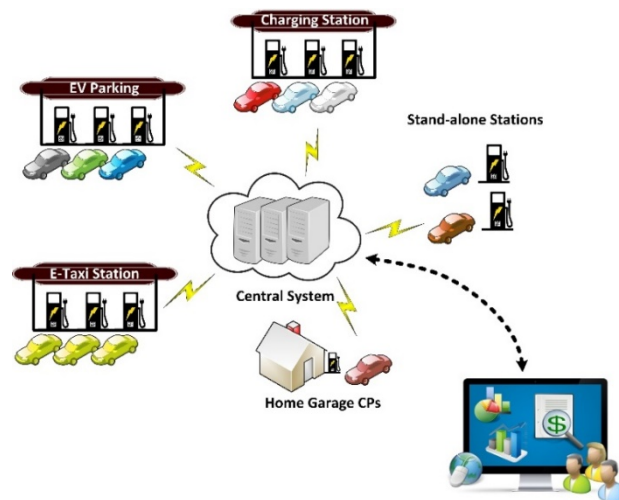 Charging Station
EV Parking
Stand-alone Stations
E-Taxi Station
Central System
Home Garage CPs
$